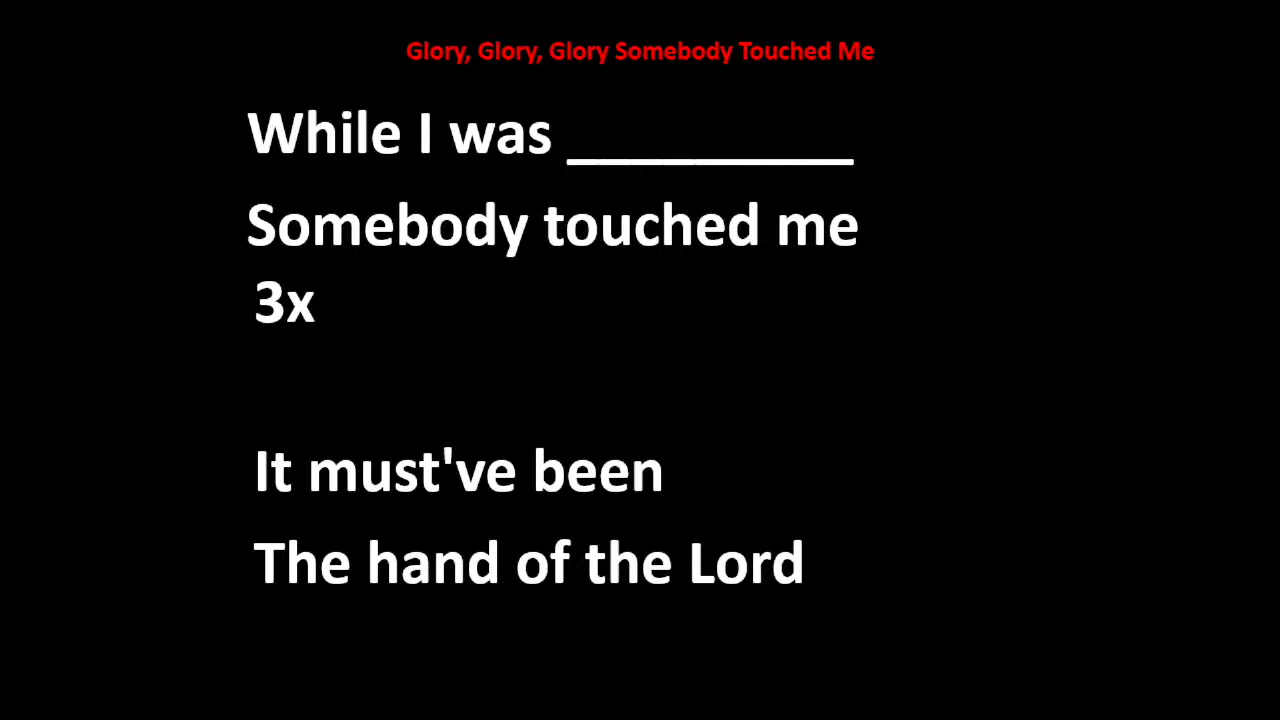 Glory, Glory, Glory Somebody Touched Me
While I was _________
Somebody touched me
3x
It must've been
The hand of the Lord